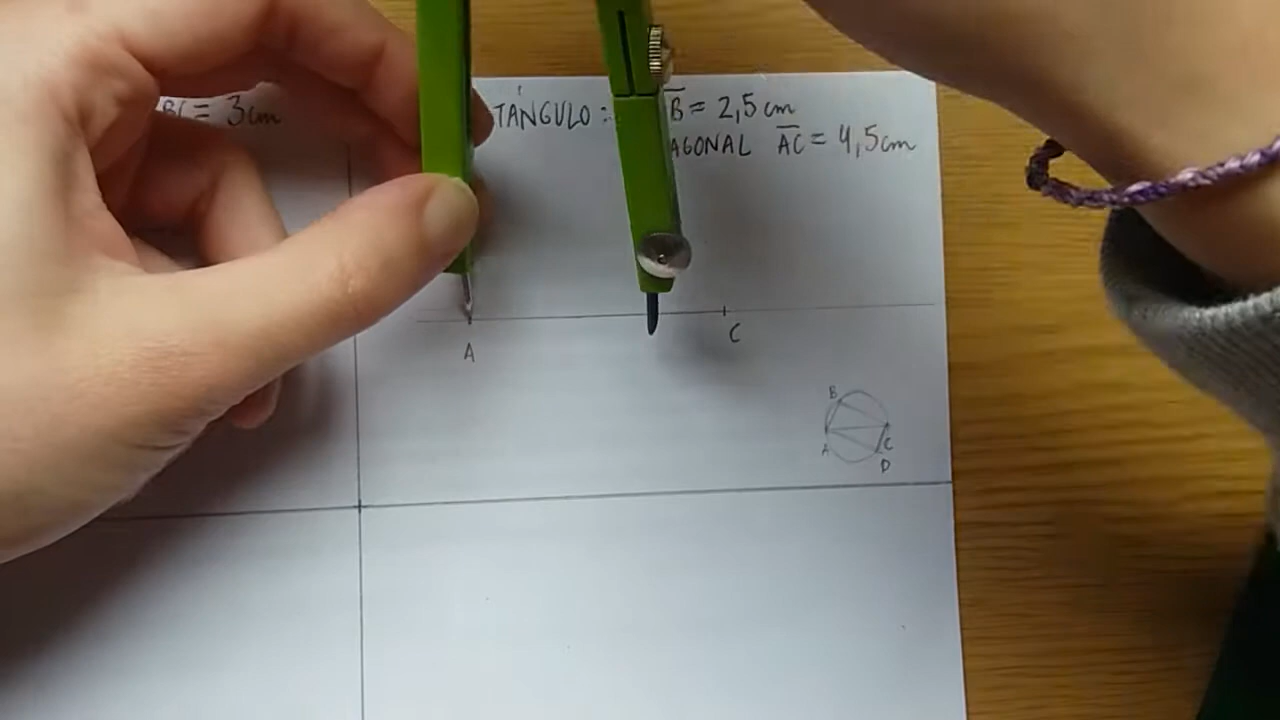 BC = 3cm
TÁNGULO: B = 2,5 cm
AGONAL AC = 4,5cm
A
C
B
A
C
D